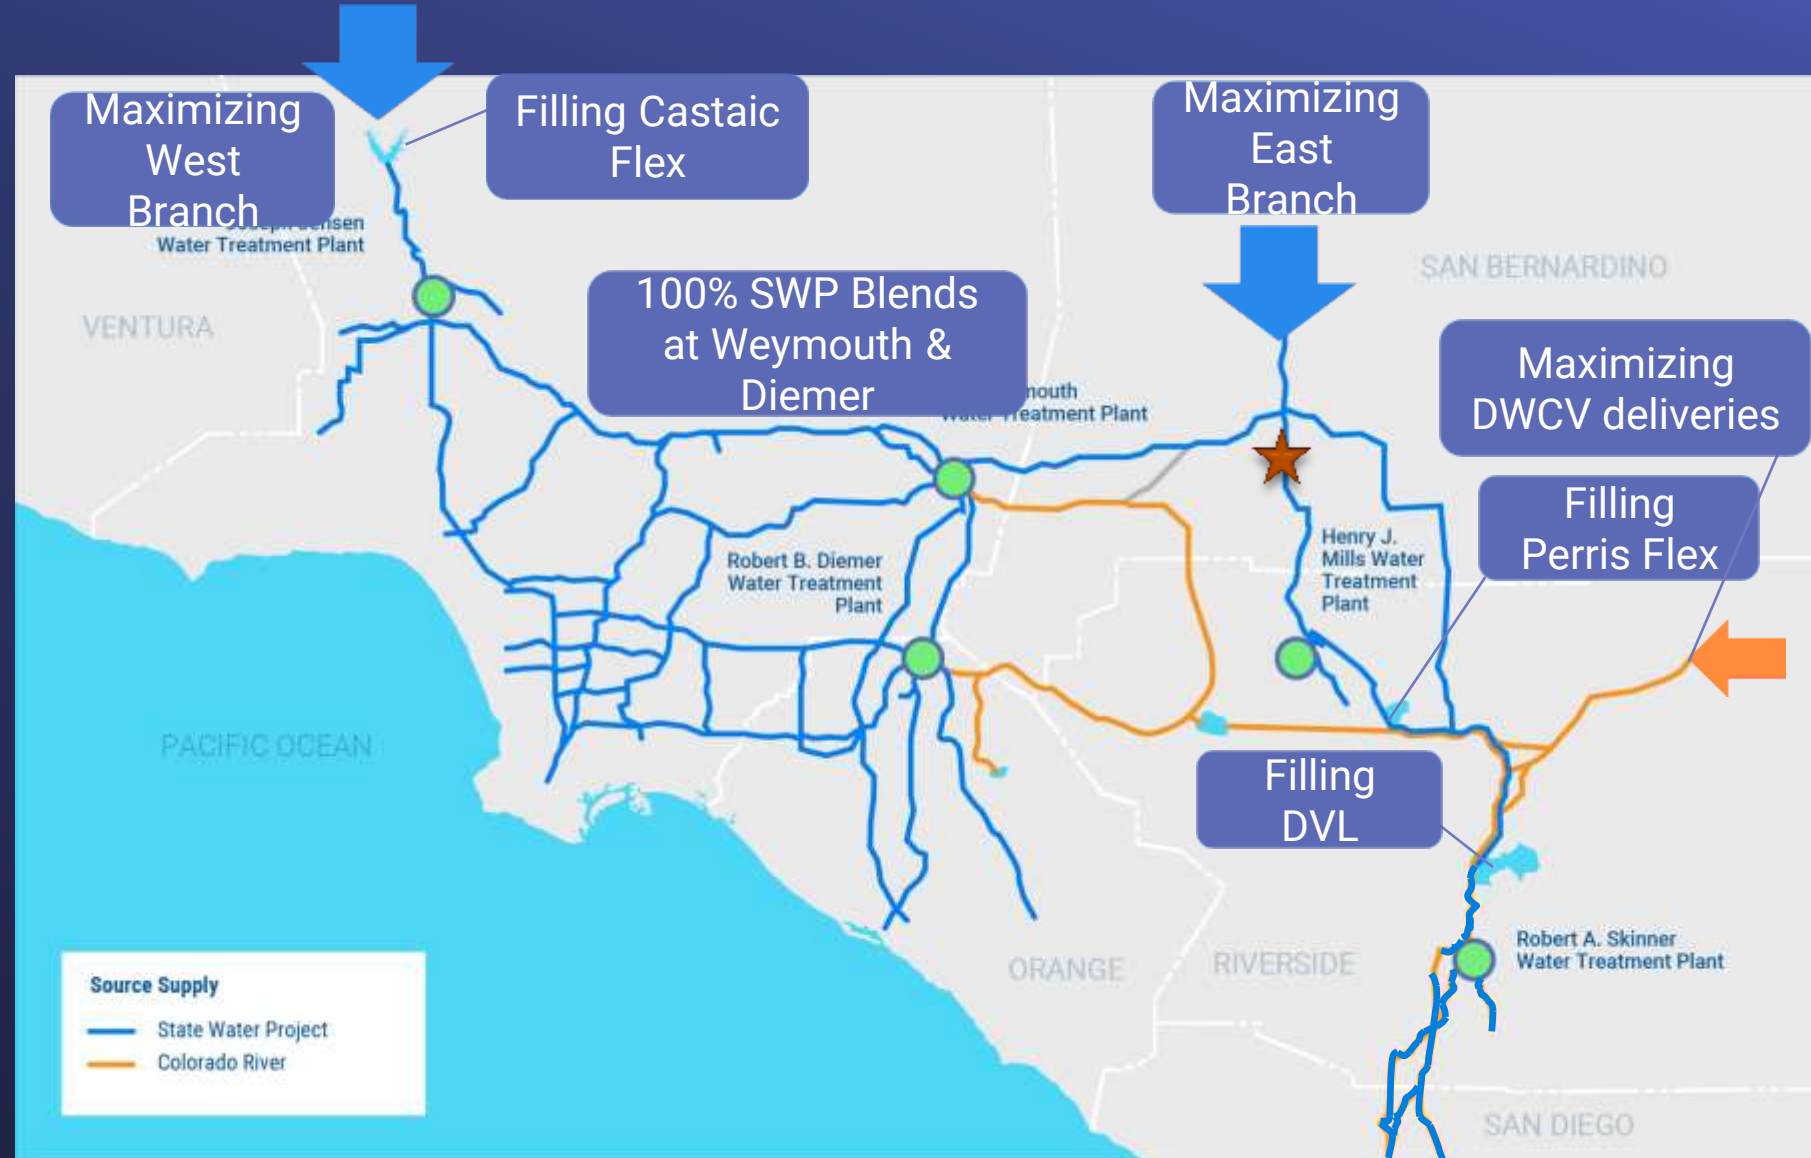 Maximizing
West
Branch
Filling Castaic
Flex
Maximizing
East
Branch
Water Treatment Plant
SAN BERNARDINO
VENTURA
100% SWP Blends
at Weymouth &
Diemer
Water Treatment Plant
Maximizing
DWCV deliveries
Filling
Perris Flex
Henry J.
Mills Water
Treatment
Plant
Robert B. Diemer
Water Treatment
Plant
PACIFIC OCEAN
Filling
DVL
Robert A. Skinner
Water Treatment Plant
ORANGE
RIVERSIDE
SAN DIEGO
Source Supply
State Water Project
Colorado River